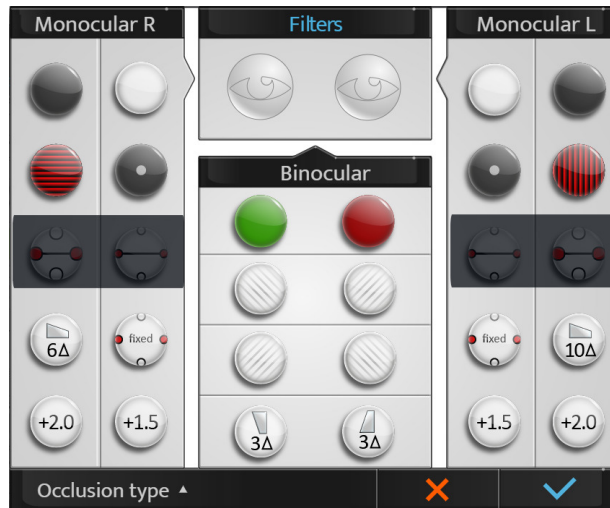 Monocular R
Filters
Monocular L
Binocular
6Δ
fixed
fixed
10Δ
+2.0
+1.5
3Δ
3Δ
+1.5
+2.0
Occlusion type